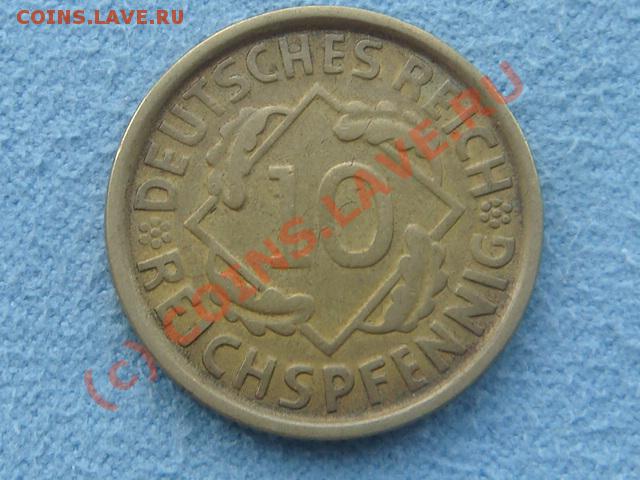 COINS.LAVE.RU
DEUTSCHES REICH
10
REICHSPFENNIG
(c) COINS.LAVE.RU